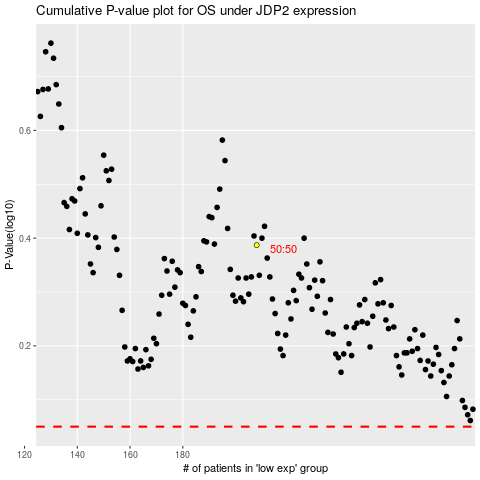 Cumulative P-value plot for OS under JDP2 expression
P-Value(log10)
0.6
0.4
0.2
50:50
120
140
160
180
# of patients in 'low exp' group